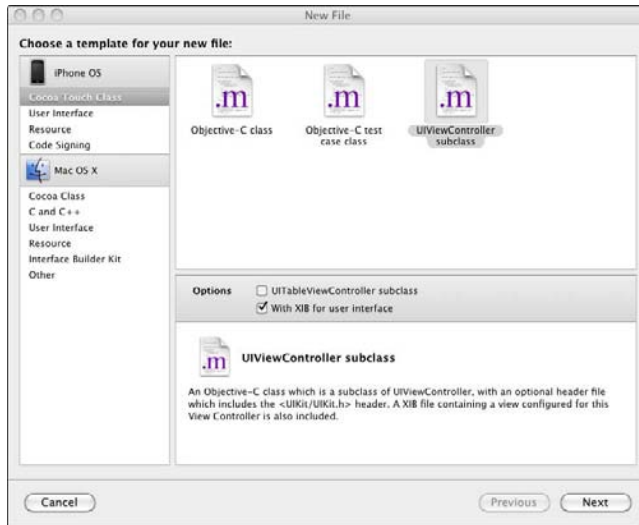 New File
Choose a template for your new file:
iPhone OS
Cocoa Touch Class
User Interface
Resource
Code Signing
Mac OS X
Cocoa Class
C and C++
User Interface
Resource
Interface Builder Kit
Other
.m
Objective-C class
.m
Objective-C test
case class
.m
UIViewController
subclass
Options
UITableViewController subclass
With XIB for user interface
.m
UIViewController subclass
An Objective-C class which is a subclass of UIViewController, with an optional header file
which includes the <UIKit/UIKit.h> header. A XIB file containing a view configured for this
View Controller is also included.
Cancel
Previous
Next